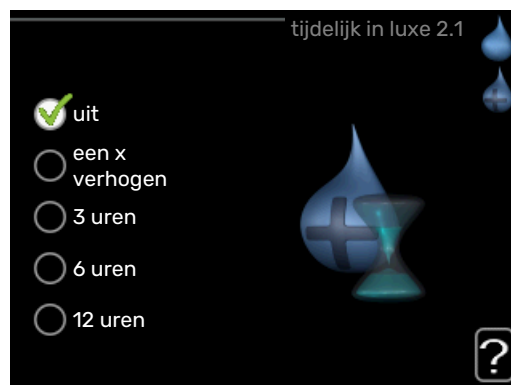 tijdelijk in luxe 2.1
uit
een x
verhogen
3 uren
6 uren
12 uren
?